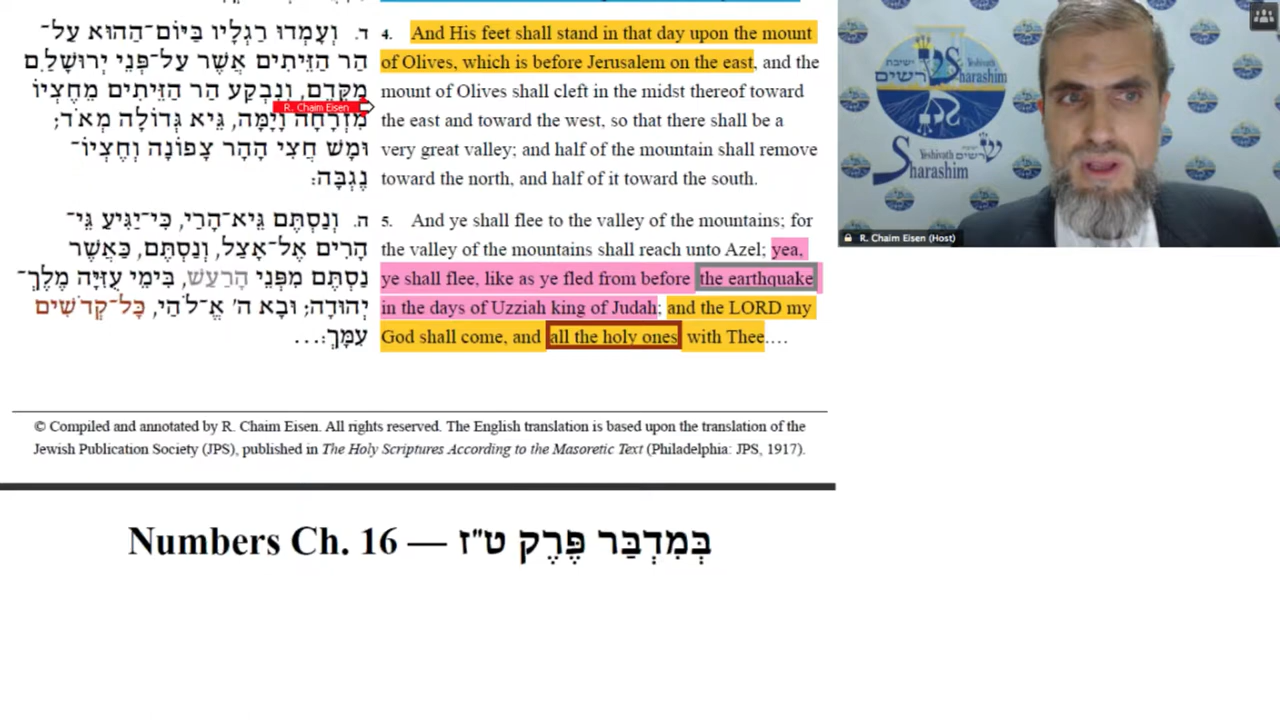 ד. וְעָמְדוּ רַגְלָיו בַּיּוֹם־הַהוּא עַל־
הַר הַזֵּיתִים אֲשֶׁר עַל־פְּנֵי יְרוּשָׁלִַם
מִקֶּדֶם, וְנִבְקַע הַר הַזֵּיתִים מֵחֶצְיוֹ
מִזְרָחָה וָיָמָּה, גֵּיא גְּדוֹלָה מְאֹד;
וּמָשׁ חֲצִי הָהָר צָפוֹנָה וְחֶצְיוֹ־
נֶגְבָּה:
4. And His feet shall stand in that day upon the mount
of Olives, which is before Jerusalem on the east, and the
mount of Olives shall cleft in the midst thereof toward
the east and toward the west, so that there shall be a
very great valley; and half of the mountain shall remove
toward the north, and half of it toward the south.
R. Chaim Eisen
ה. וְנַסְתֶּם גֵּיא־הָרַי, כִּי־יַגִּיעַ גֵּי־
הָרִים אֶל־אָצַל, וְנַסְתֶּם, כַּאֲשֶׁר
נַסְתֶּם מִפְּנֵי הָרַעַשׁ, בִּימֵי עֻזִּיָּה מֶלֶךְ־
יְהוּדָה; וּבָא ה' אֱ־לֹהַי, כָּל־קְדֹשִׁים
עִמָּךְ:...
5. And ye shall flee to the valley of the mountains; for
the valley of the mountains shall reach unto Azel; yea,
ye shall flee, like as ye fled from before the earthquake
in the days of Uzziah king of Judah; and the LORD my
God shall come, and all the holy ones with Thee....
© Compiled and annotated by R. Chaim Eisen. All rights reserved. The English translation is based upon the translation of the
Jewish Publication Society (JPS), published in The Holy Scriptures According to the Masoretic Text (Philadelphia: JPS, 1917).
Numbers Ch. 16 — בְּמִדְבַּר פֶּרֶק ט"ז
ישיבת
שרשים
Yeshivath
Sharashim
Yeshivath ישיבת
Sharashim שרשים
R. Chaim Eisen (Host)